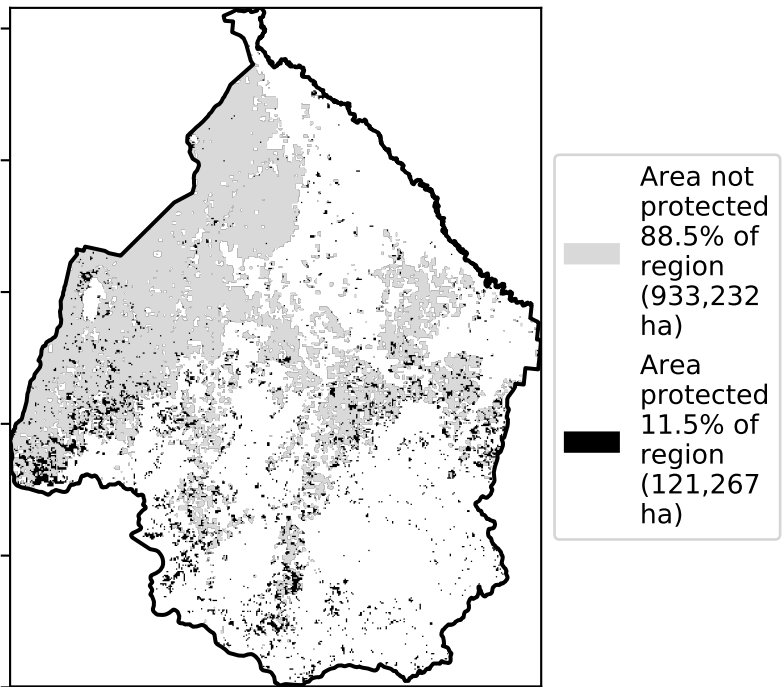 Area not
protected
88.5% of
region
(933,232
ha)
Area
protected
11.5% of
region
(121,267
ha)